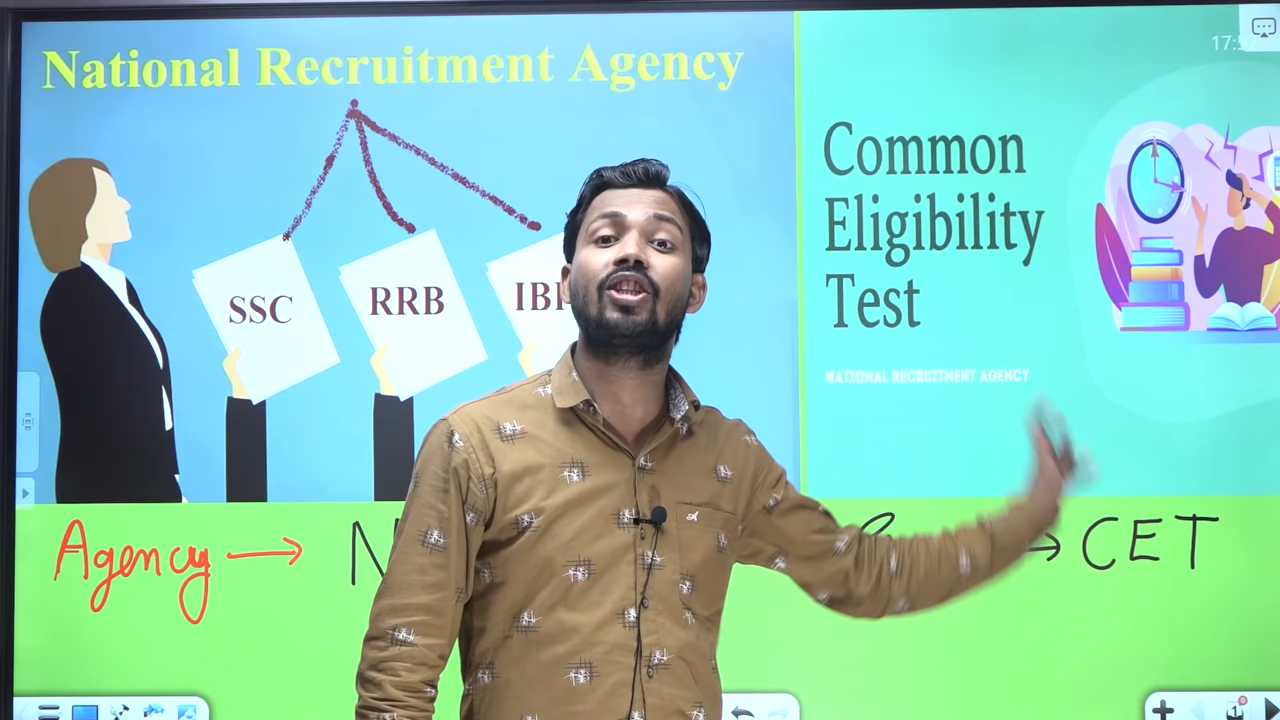 National Recruitment Agency
SSC
RRB
Common
Eligibility
Test
NATIONAL RECRUITMENT AGENCY
Agency → N
→ CET